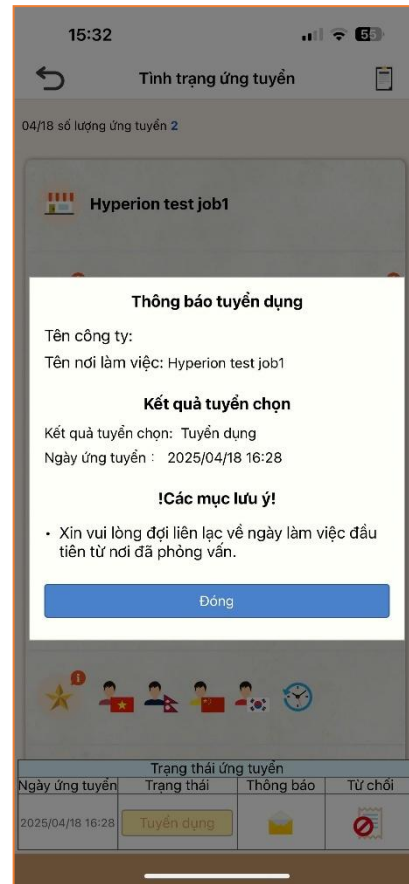 15:32
55
Tình trạng ứng tuyển
04/18 số lượng ứng tuyển 2
Hyperion test job1
Thông báo tuyển dụng
Tên công ty:
Tên nơi làm việc: Hyperion test job1
Kết quả tuyển chọn
Kết quả tuyển chọn: Tuyển dụng
Ngày ứng tuyển : 2025/04/18 16:28
!Các mục lưu ý!
• Xin vui lòng đợi liên lạc về ngày làm việc đầu
tiên từ nơi đã phỏng vấn.
Đóng
Trạng thái ứng tuyển
Ngày ứng tuyển Trạng thái Thông báo Từ chối
2025/04/18 16:28 Tuyển dụng